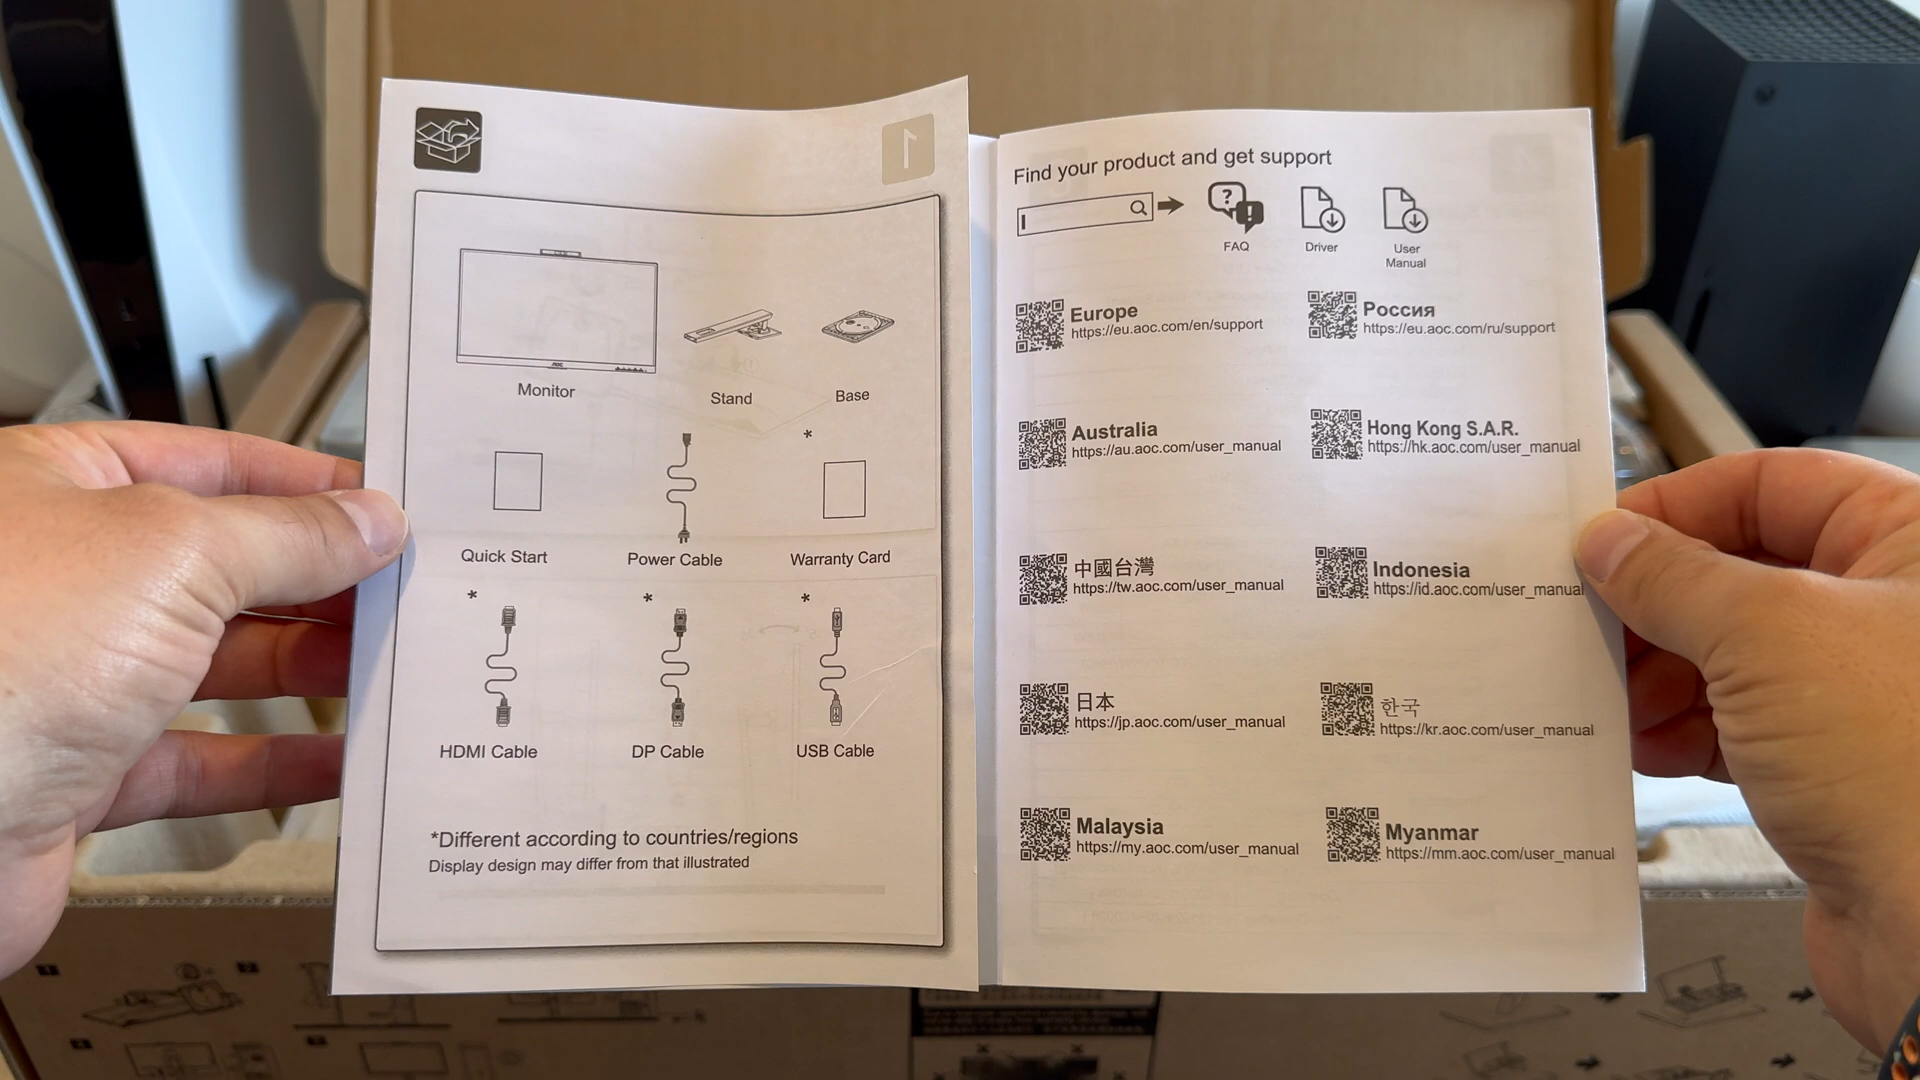 1
AOC
Monitor
Stand
Base
*
Quick Start
Power Cable
Warranty Card
*
*
*
HDMI Cable
DP Cable
USB Cable
*Different according to countries/regions
Display design may differ from that illustrated
Find your product and get support
?
!
FAQ
Driver
User
Manual
Europe
https://eu.aoc.com/en/support
Россия
https://eu.aoc.com/ru/support
Australia
https://au.aoc.com/user_manual
Hong Kong S.A.R.
https://hk.aoc.com/user_manual
中國台灣
https://tw.aoc.com/user_manual
Indonesia
https://id.aoc.com/user_manual
日本
https://jp.aoc.com/user_manual
한국
https://kr.aoc.com/user_manual
Malaysia
https://my.aoc.com/user_manual
Myanmar
https://mm.aoc.com/user_manual